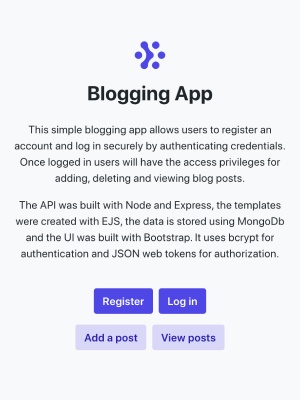 Blogging App
This simple blogging app allows users to register an
account and log in securely by authenticating credentials.
Once logged in users will have the access privileges for
adding, deleting and viewing blog posts.
The API was built with Node and Express, the templates
were created with EJS, the data is stored using MongoDb
and the UI was built with Bootstrap. It uses bcrypt for
authentication and JSON web tokens for authorization.
Register Log in
Add a post View posts